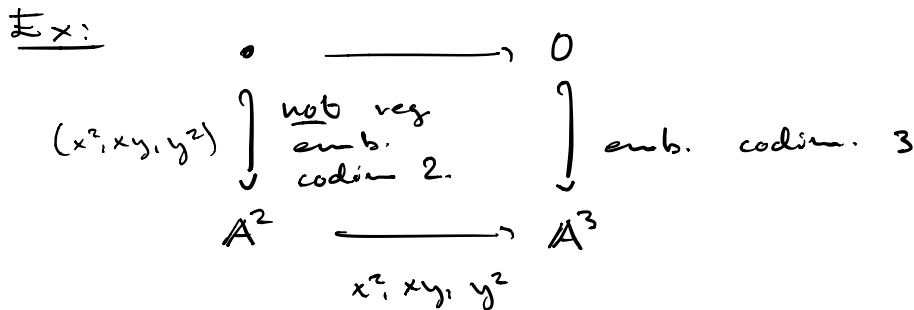 Ex:
• → 0
(x², xy, y²) not reg
emb. emb. codim. 3
codim 2.
𝔸² → 𝔸³
x², xy, y²